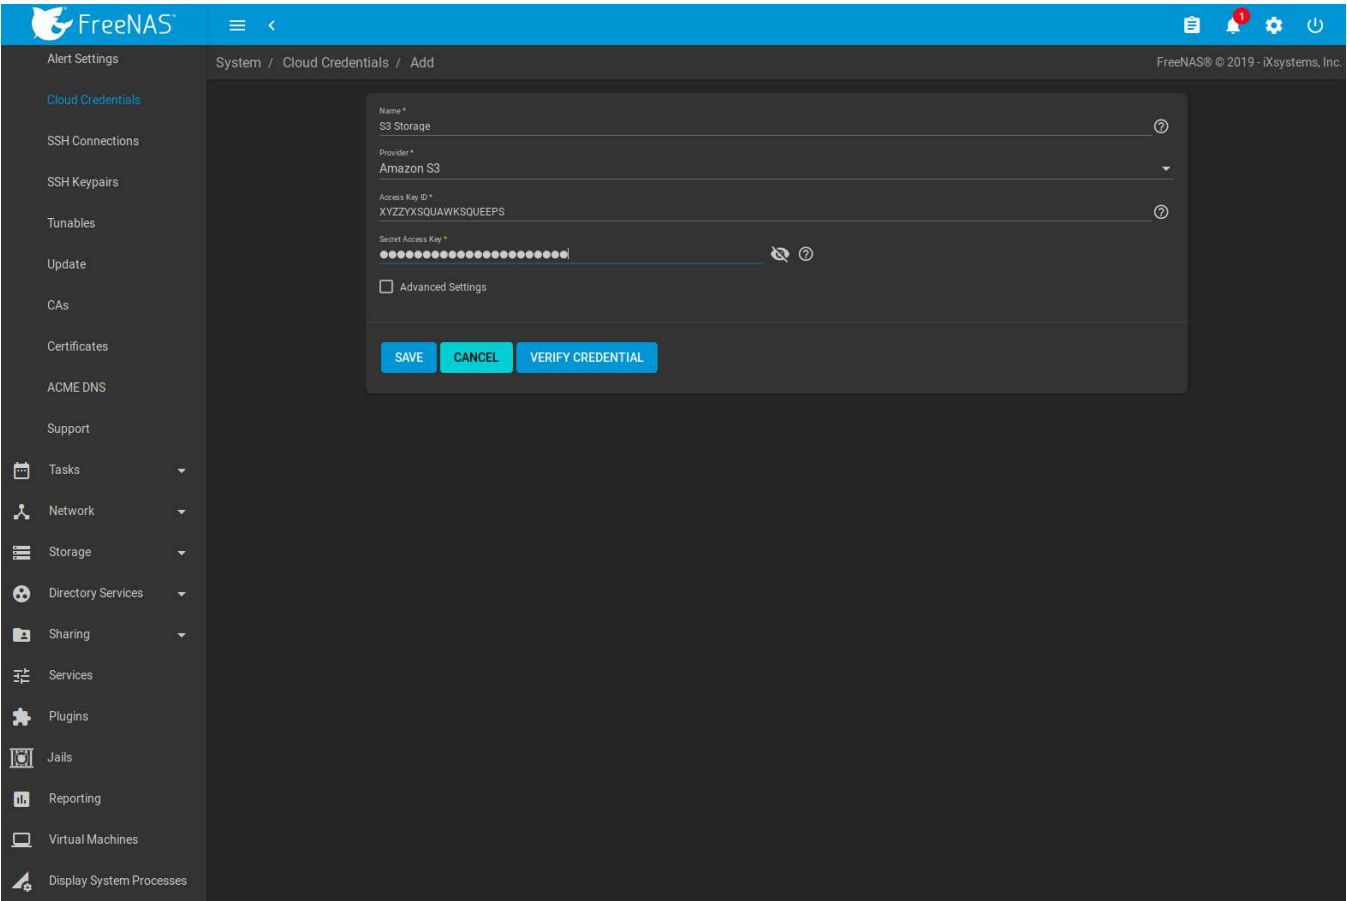 FreeNAS
1
Alert Settings
System / Cloud Credentials / Add
FreeNAS® © 2019 - iXsystems, Inc.
Cloud Credentials
SSH Connections
SSH Keypairs
Tunables
Update
CAs
Certificates
ACME DNS
Support
Tasks
Network
Storage
Directory Services
Sharing
Services
Plugins
Jails
Reporting
Virtual Machines
Display System Processes
Name *
S3 Storage
Provider *
Amazon S3
Access Key ID *
XYZZYXSQUAWKSQUEEPS
Secret Access Key *
Advanced Settings
SAVE CANCEL VERIFY CREDENTIAL